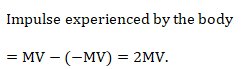 Impulse experienced by the body
= MV − (−MV) = 2MV.